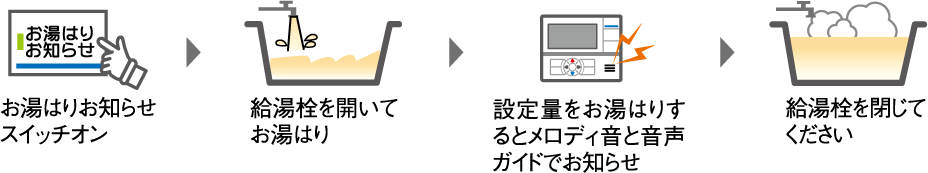 お湯はり
お知らせ
お湯はりお知らせ
スイッチオン
給湯栓を開いて
お湯はり
設定量をお湯はりす
るとメロディ音と音声
ガイドでお知らせ
給湯栓を閉じて
ください